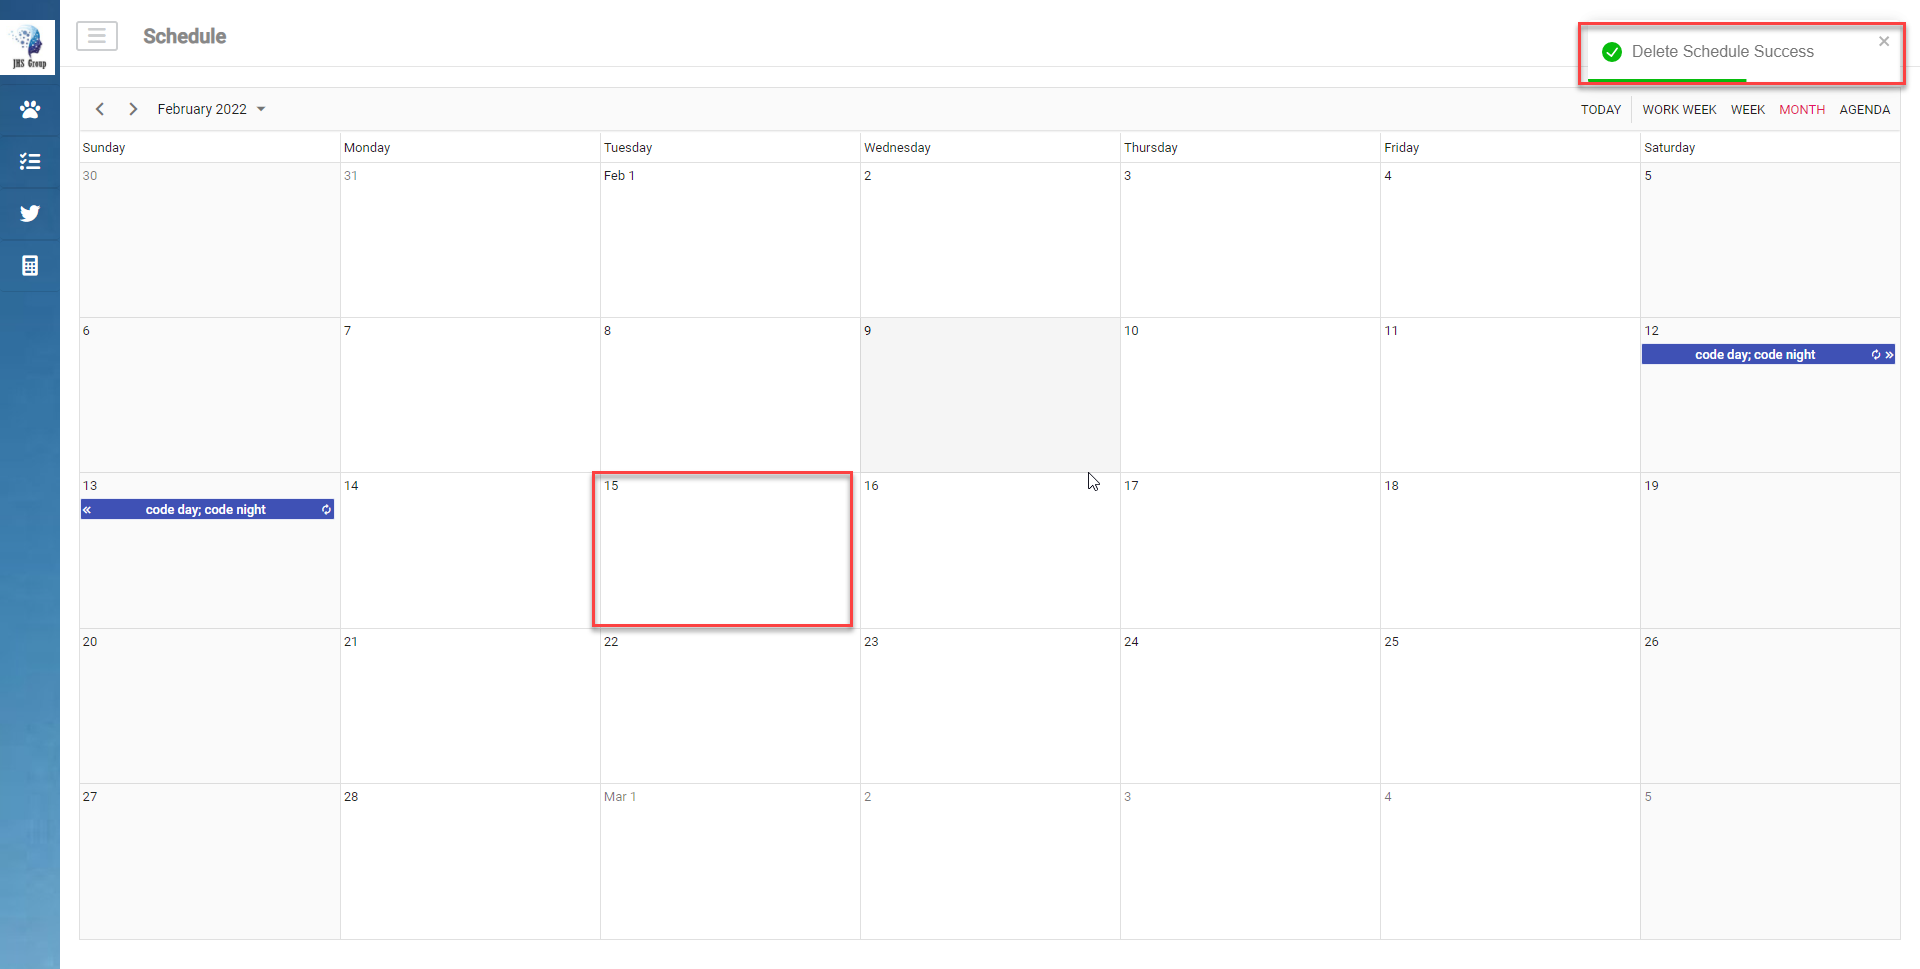 JHS Group
Schedule
Delete Schedule Success
February 2022
TODAY WORK WEEK WEEK MONTH AGENDA
Sunday Monday Tuesday Wednesday Thursday Friday Saturday
30 31 Feb 1 2 3 4 5
6 7 8 9 10 11 12
code day; code night
13 14 15 16 17 18 19
code day; code night
20 21 22 23 24 25 26
27 28 Mar 1 2 3 4 5